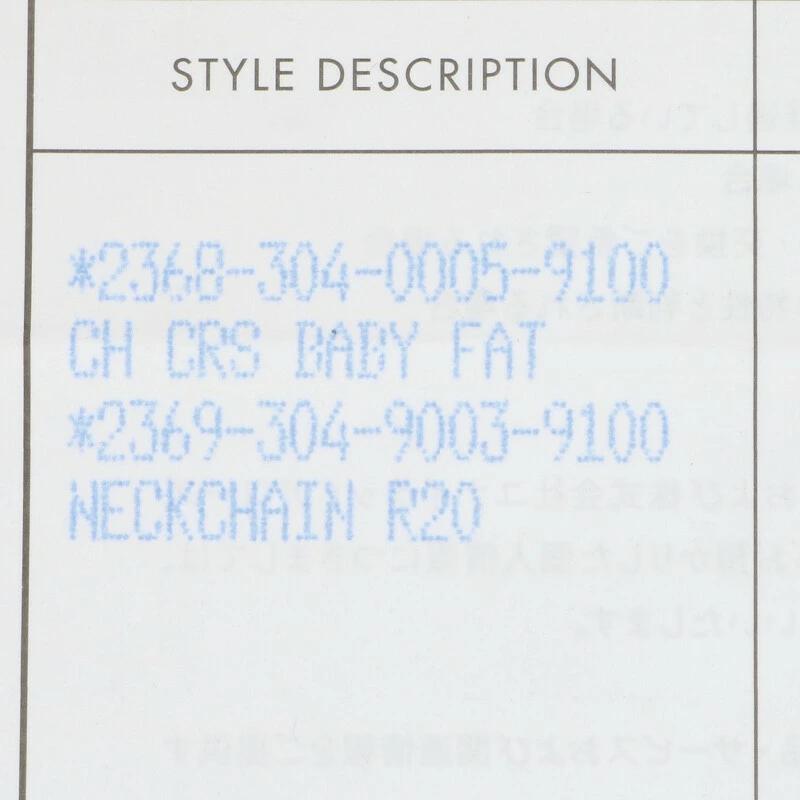 STYLE DESCRIPTION
*2368-304-0005-9100
CH CRS BABY FAT
*2369-304-9003-9100
NECKCHAIN R20